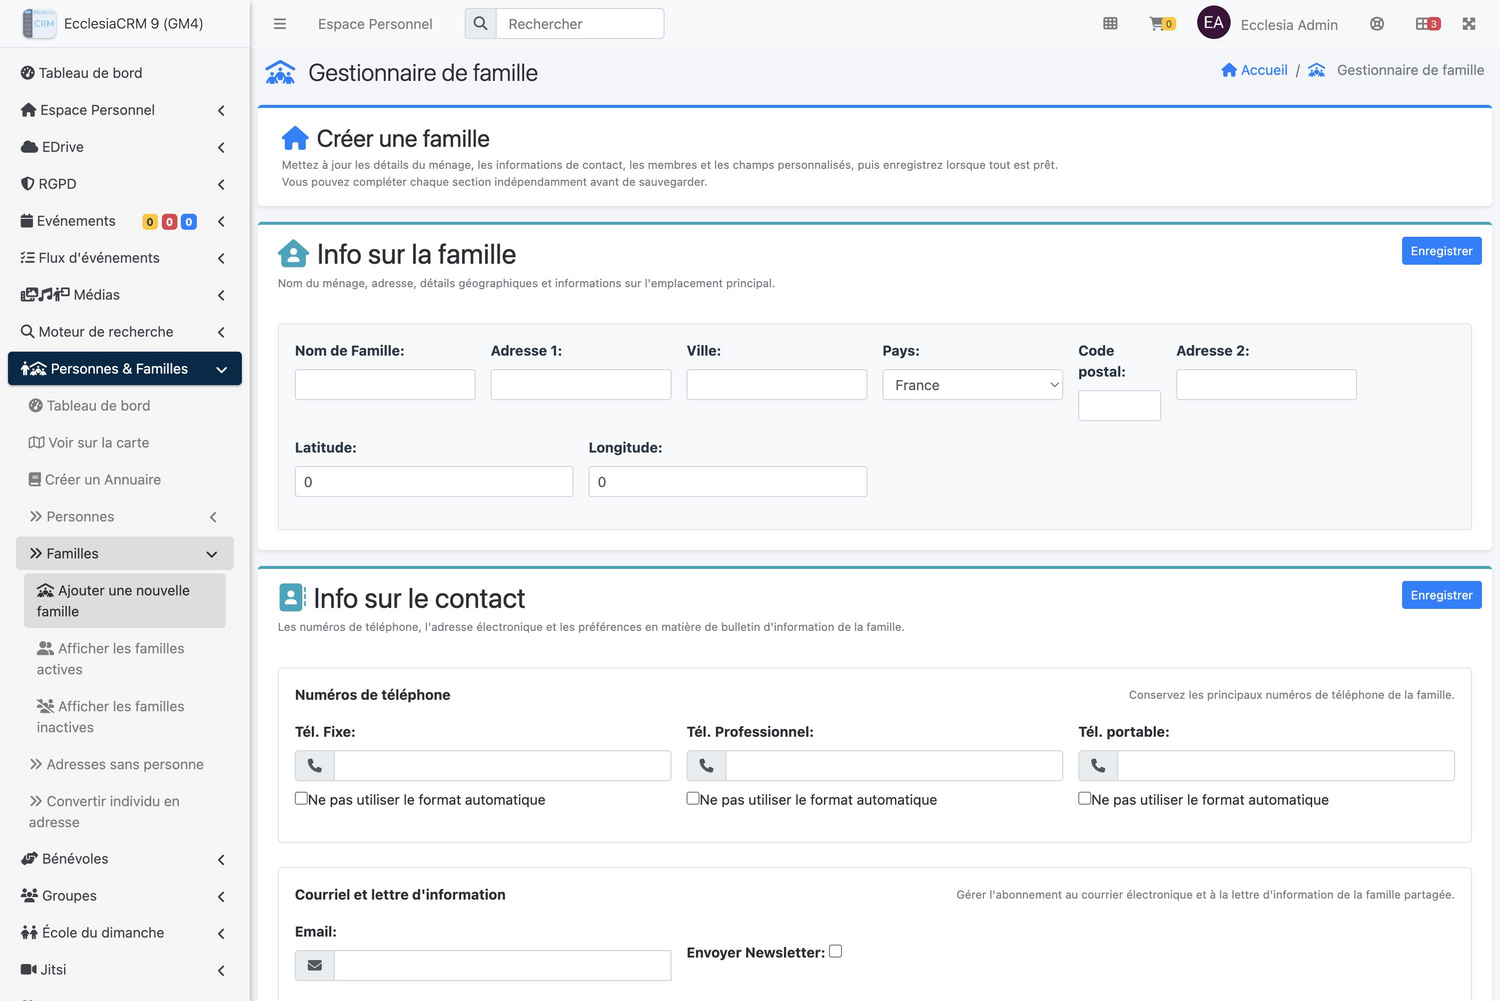 CRM
EcclesiaCRM 9 (GM4)
Espace Personnel
Rechercher
0
EA
Ecclesia Admin
3
Tableau de bord
Espace Personnel
EDrive
RGPD
Evénements
0 0 0
Flux d'événements
Médias
Moteur de recherche
Personnes & Familles
Tableau de bord
Voir sur la carte
Créer un Annuaire
Personnes
Familles
Ajouter une nouvelle
famille
Afficher les familles
actives
Afficher les familles
inactives
Adresses sans personne
Convertir individu en
adresse
Bénévoles
Groupes
École du dimanche
Jitsi
Gestionnaire de famille
Accueil / Gestionnaire de famille
Créer une famille
Mettez à jour les détails du ménage, les informations de contact, les membres et les champs personnalisés, puis enregistrez lorsque tout est prêt.
Vous pouvez compléter chaque section indépendamment avant de sauvegarder.
Info sur la famille
Enregistrer
Nom du ménage, adresse, détails géographiques et informations sur l'emplacement principal.
Nom de Famille:
Adresse 1:
Ville:
Pays:
France
Code
postal:
Adresse 2:
Latitude:
0
Longitude:
0
Info sur le contact
Enregistrer
Les numéros de téléphone, l'adresse électronique et les préférences en matière de bulletin d'information de la famille.
Numéros de téléphone
Conservez les principaux numéros de téléphone de la famille.
Tél. Fixe:
Tél. Professionnel:
Tél. portable:
Ne pas utiliser le format automatique
Ne pas utiliser le format automatique
Ne pas utiliser le format automatique
Courriel et lettre d'information
Gérer l'abonnement au courrier électronique et à la lettre d'information de la famille partagée.
Email:
Envoyer Newsletter: